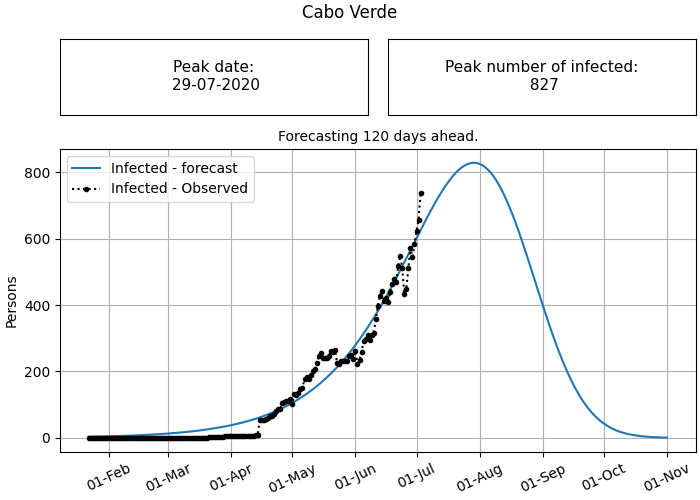 Cabo Verde
Peak date:
29-07-2020
Peak number of infected:
827
Forecasting 120 days ahead.
Infected - forecast
Infected - Observed
Persons
800
600
400
200
0
01-Feb
01-Mar
01-Apr
01-May
01-Jun
01-Jul
01-Aug
01-Sep
01-Oct
01-Nov